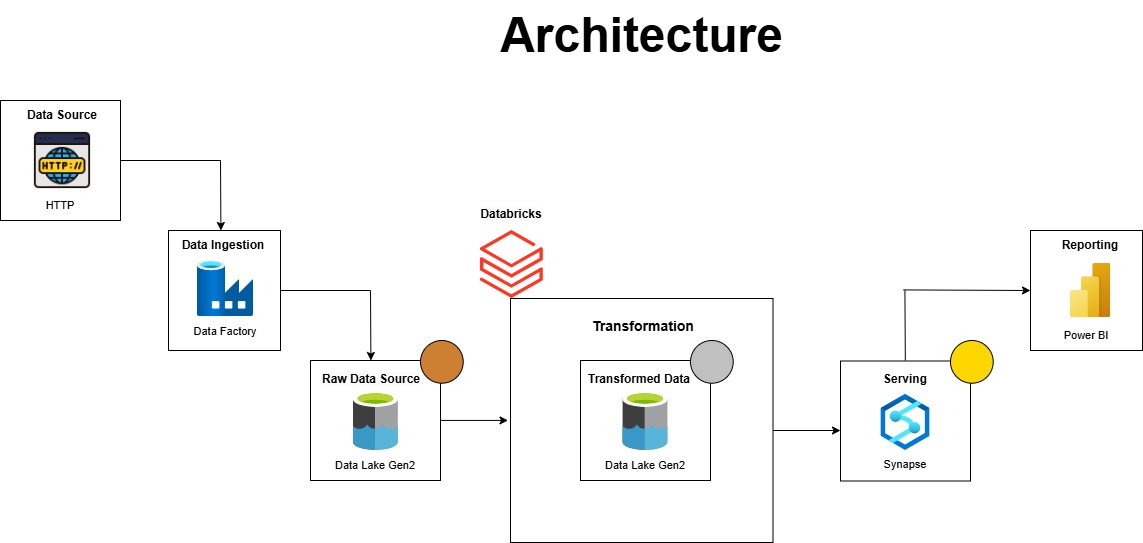 Architecture
Data Source
HTTP://
HTTP
Data Ingestion
Data Factory
Databricks
Raw Data Source
Data Lake Gen2
Transformation
Transformed Data
Data Lake Gen2
Serving
Synapse
Reporting
Power BI